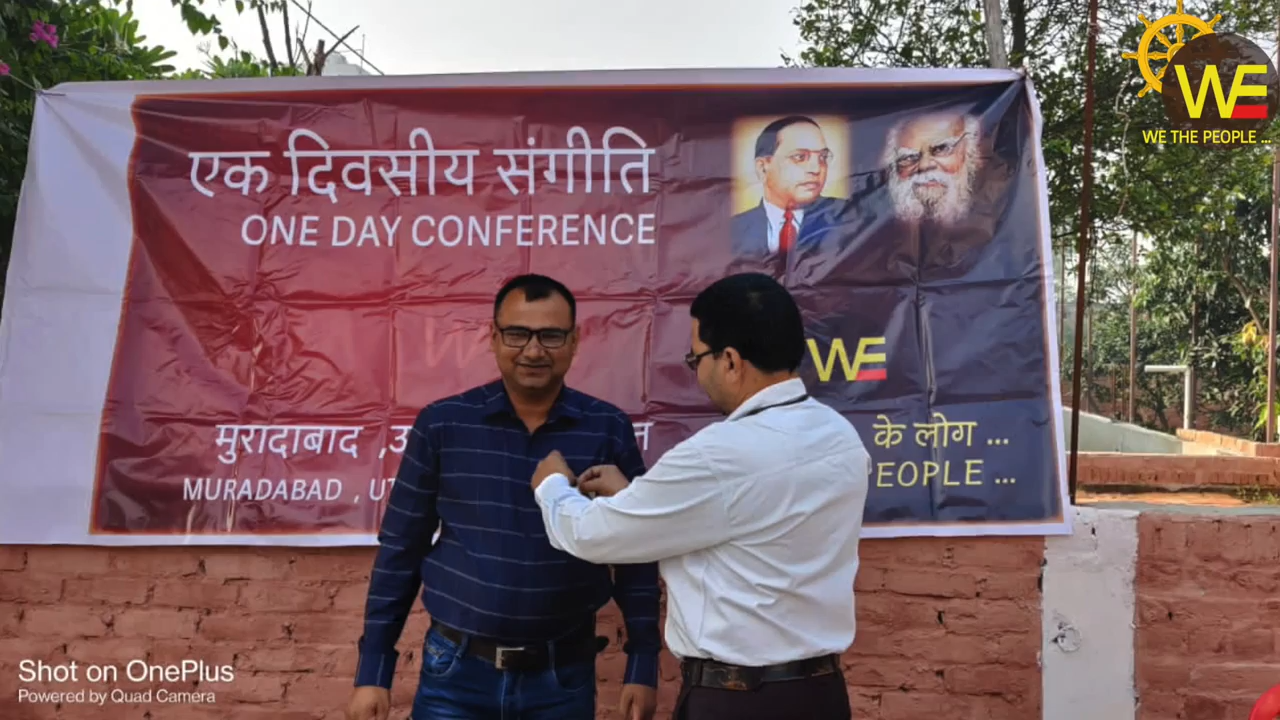 WE
WE THE PEOPLE ...
एक दिवसीय संगीति
ONE DAY CONFERENCE
WE
मुरादाबाद ,
के लोग ...
MURADABAD ,
PEOPLE ...
Shot on OnePlus
Powered by Quad Camera